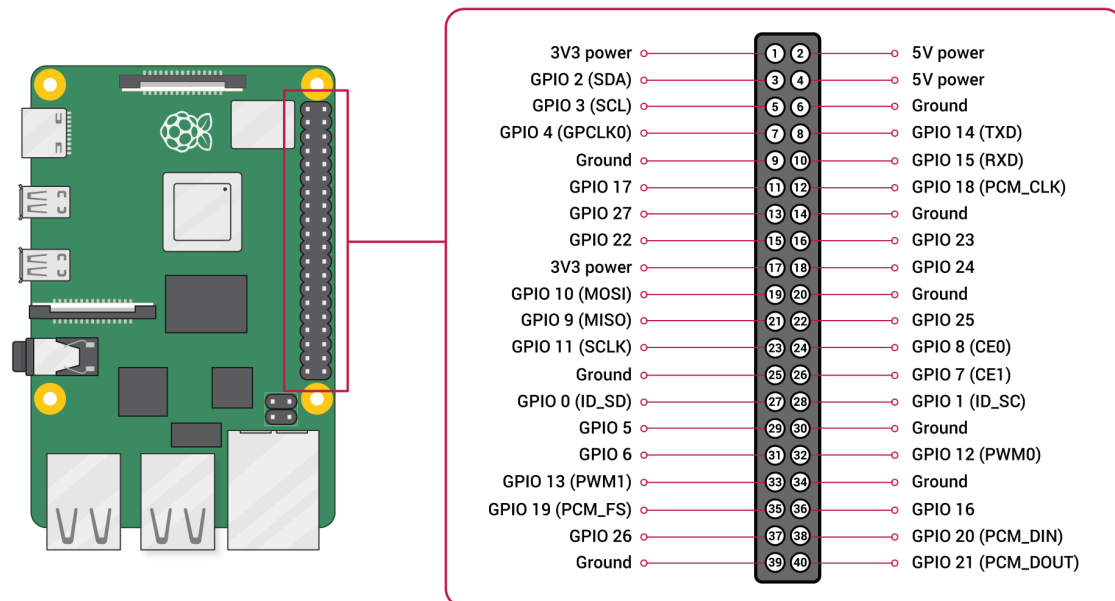 3V3 power 1 2 5V power
GPIO 2 (SDA) 3 4 5V power
GPIO 3 (SCL) 5 6 Ground
GPIO 4 (GPCLK0) 7 8 GPIO 14 (TXD)
Ground 9 10 GPIO 15 (RXD)
GPIO 17 11 12 GPIO 18 (PCM_CLK)
GPIO 27 13 14 Ground
GPIO 22 15 16 GPIO 23
3V3 power 17 18 GPIO 24
GPIO 10 (MOSI) 19 20 Ground
GPIO 9 (MISO) 21 22 GPIO 25
GPIO 11 (SCLK) 23 24 GPIO 8 (CE0)
Ground 25 26 GPIO 7 (CE1)
GPIO 0 (ID_SD) 27 28 GPIO 1 (ID_SC)
GPIO 5 29 30 Ground
GPIO 6 31 32 GPIO 12 (PWM0)
GPIO 13 (PWM1) 33 34 Ground
GPIO 19 (PCM_FS) 35 36 GPIO 16
GPIO 26 37 38 GPIO 20 (PCM_DIN)
Ground 39 40 GPIO 21 (PCM_DOUT)